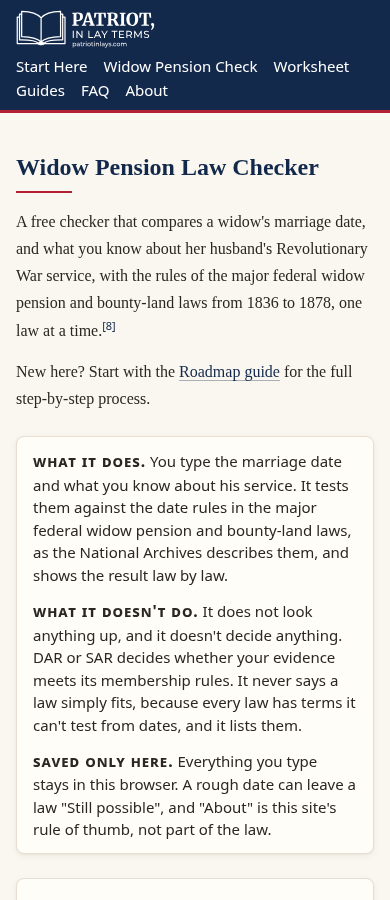 PATRIOT,
IN LAY TERMS
patriotinlays.com
Start Here Widow Pension Check Worksheet
Guides FAQ About
Widow Pension Law Checker
A free checker that compares a widow's marriage date,
and what you know about her husband's Revolutionary
War service, with the rules of the major federal widow
pension and bounty-land laws from 1836 to 1878, one
law at a time.[8]
New here? Start with the Roadmap guide for the full
step-by-step process.
WHAT IT DOES. You type the marriage date
and what you know about his service. It tests
them against the date rules in the major
federal widow pension and bounty-land laws,
as the National Archives describes them, and
shows the result law by law.
WHAT IT DOESN'T DO. It does not look
anything up, and it doesn't decide anything.
DAR or SAR decides whether your evidence
meets its membership rules. It never says a
law simply fits, because every law has terms it
can't test from dates, and it lists them.
SAVED ONLY HERE. Everything you type
stays in this browser. A rough date can leave a
law "Still possible", and "About" is this site's
rule of thumb, not part of the law.